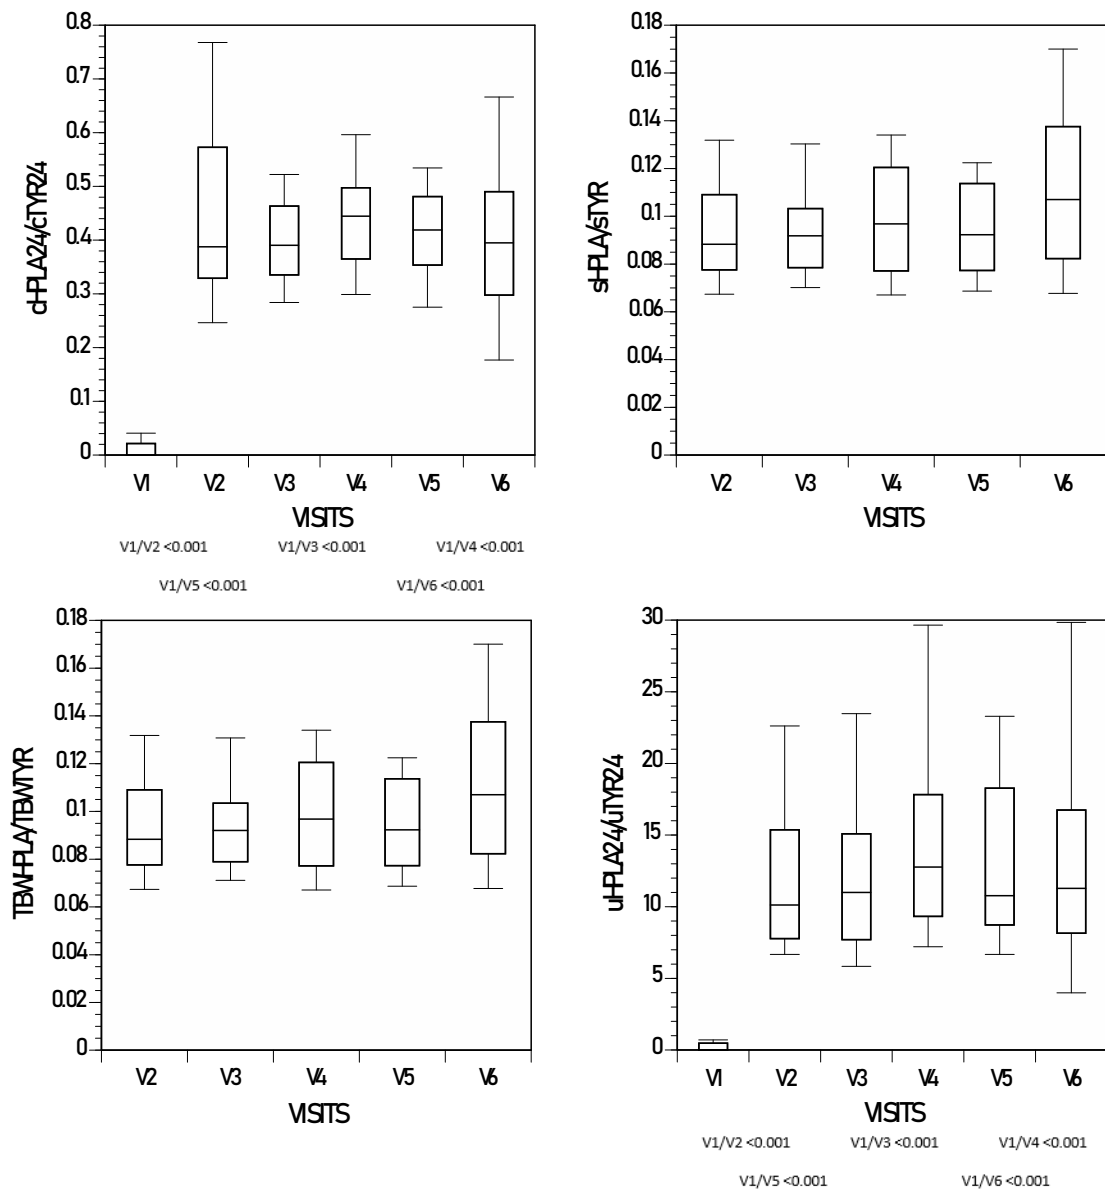 cHPLA24/cTYR24
0.8
0.7
0.6
0.5
0.4
0.3
0.2
0.1
0
V1 V2 V3 V4 V5 V6
VISITS
V1/V2 <0.001 V1/V3 <0.001 V1/V4 <0.001
V1/V5 <0.001 V1/V6 <0.001
sHPLA/sTYR
0.18
0.16
0.14
0.12
0.1
0.08
0.06
0.04
0.02
0
V2 V3 V4 V5 V6
VISITS
TBWHPLA/TBWTYR
0.18
0.16
0.14
0.12
0.1
0.08
0.06
0.04
0.02
0
V2 V3 V4 V5 V6
VISITS
uHPLA24/uTYR24
30
25
20
15
10
5
0
V1 V2 V3 V4 V5 V6
VISITS
V1/V2 <0.001 V1/V3 <0.001 V1/V4 <0.001
V1/V5 <0.001 V1/V6 <0.001